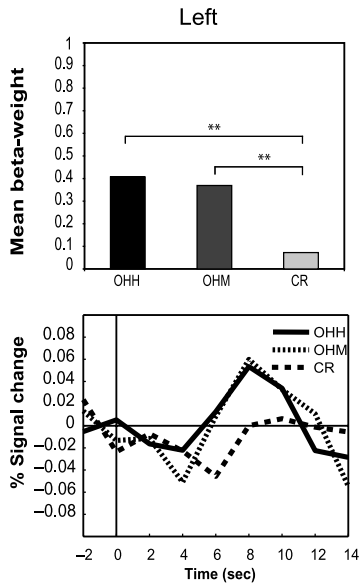 Left
Mean beta-weight
1
0.9
0.8
0.7
0.6
0.5
0.4
0.3
0.2
0.1
0
**
**
OHH OHM CR
% Signal change
0.08
0.06
0.04
0.02
0
−0.02
−0.04
−0.06
−0.08
OHH
OHM
CR
−2 0 2 4 6 8 10 12 14
Time (sec)